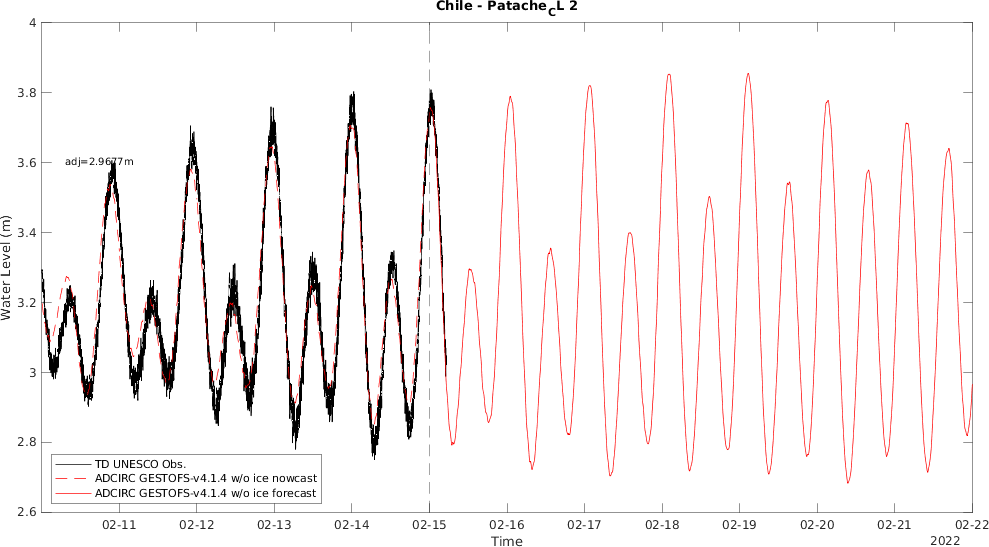 Chile - Patache_CL 2
4
3.8
3.6
3.4
3.2
3
2.8
2.6
Water Level (m)
adj=2.9677m
TD UNESCO Obs.
ADCIRC GESTOFS-v4.1.4 w/o ice nowcast
ADCIRC GESTOFS-v4.1.4 w/o ice forecast
02-11 02-12 02-13 02-14 02-15 02-16 02-17 02-18 02-19 02-20 02-21 02-22
Time
2022